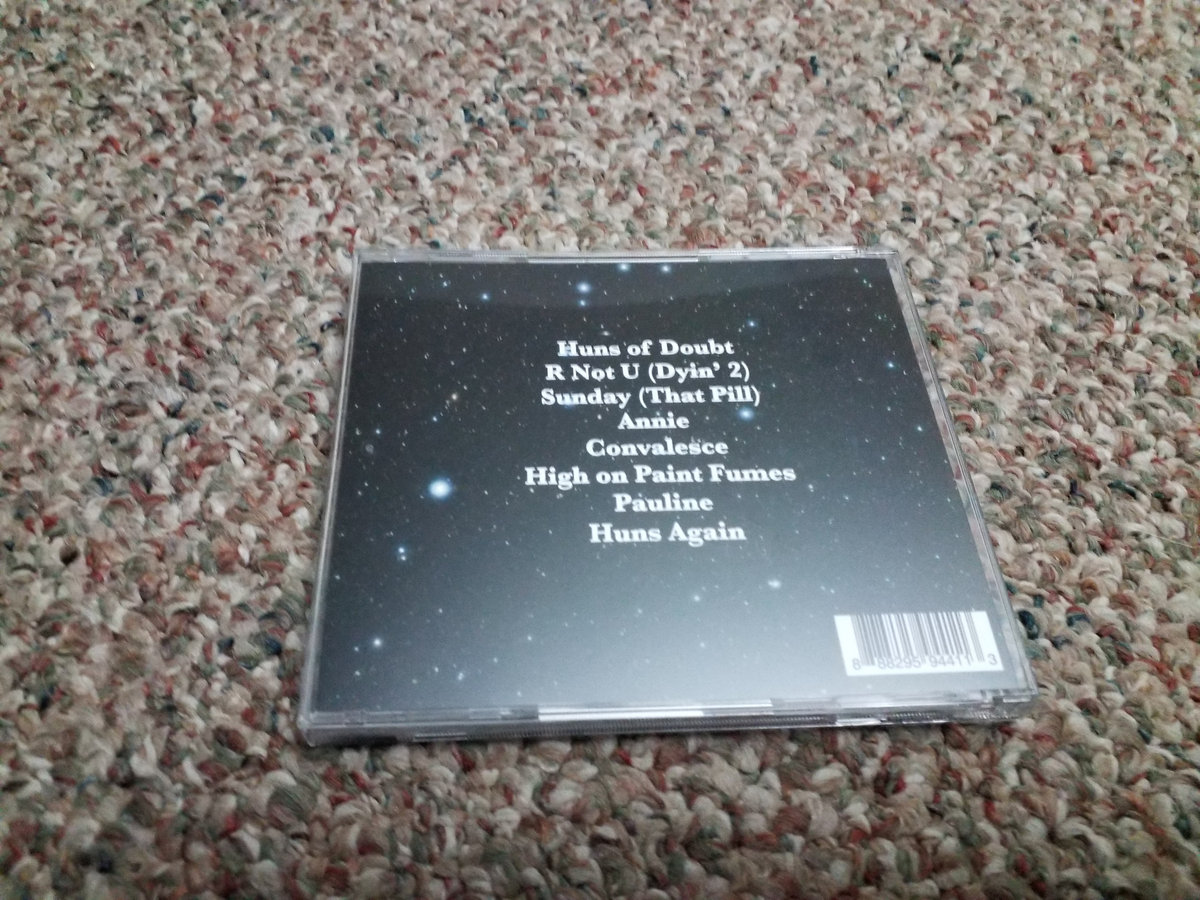 Huns of Doubt
R Not U (Dyin' 2)
Sunday (That Pill)
Annie
Convalesce
High on Paint Fumes
Pauline
Huns Again
8 88295 94411 3